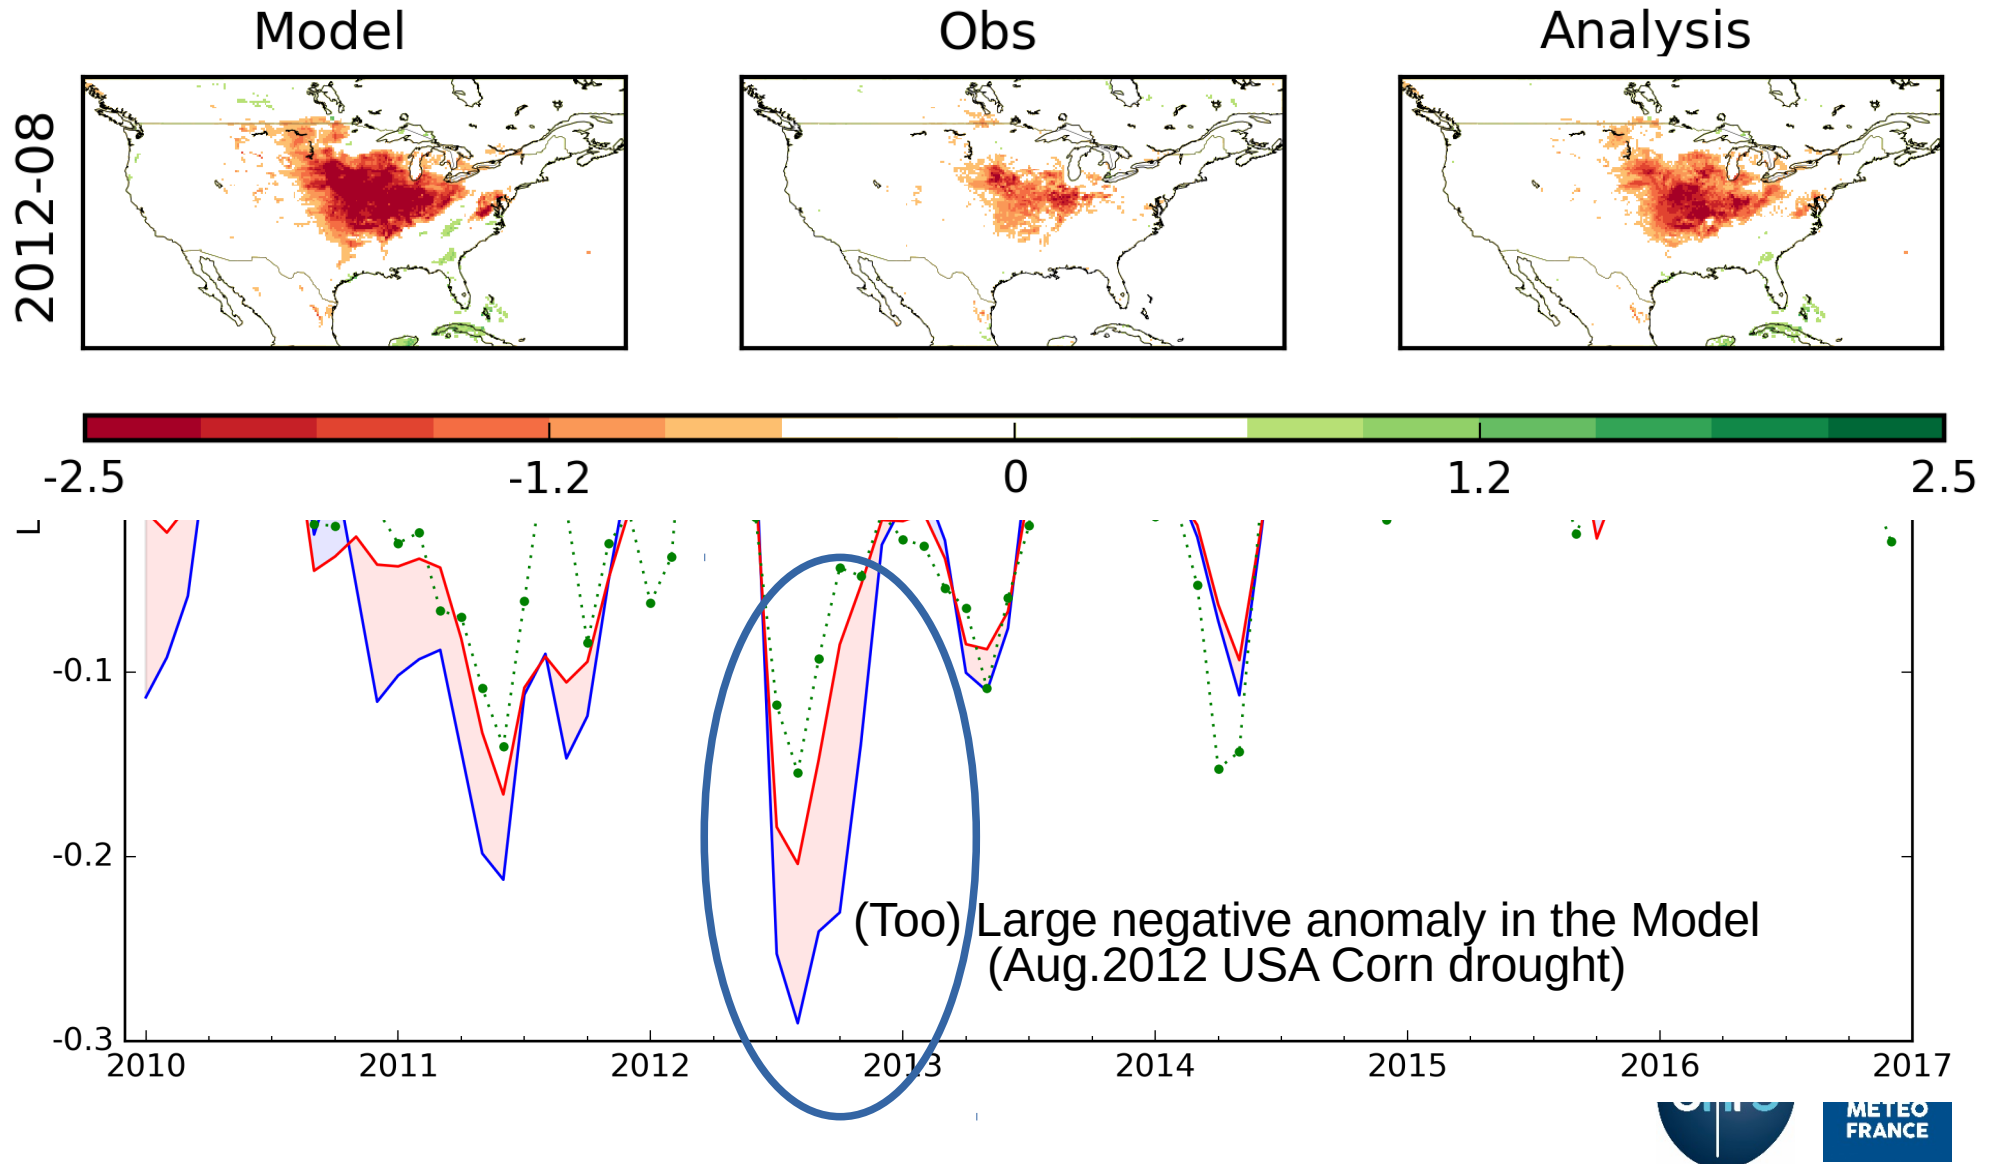 Model Obs Analysis
2012-08
-2.5 -1.2 0 1.2 2.5
-0.1
-0.2
(Too) Large negative anomaly in the Model
(Aug.2012 USA Corn drought)
-0.3
2010 2011 2012 2013 2014 2015 2016 2017
METEO
FRANCE